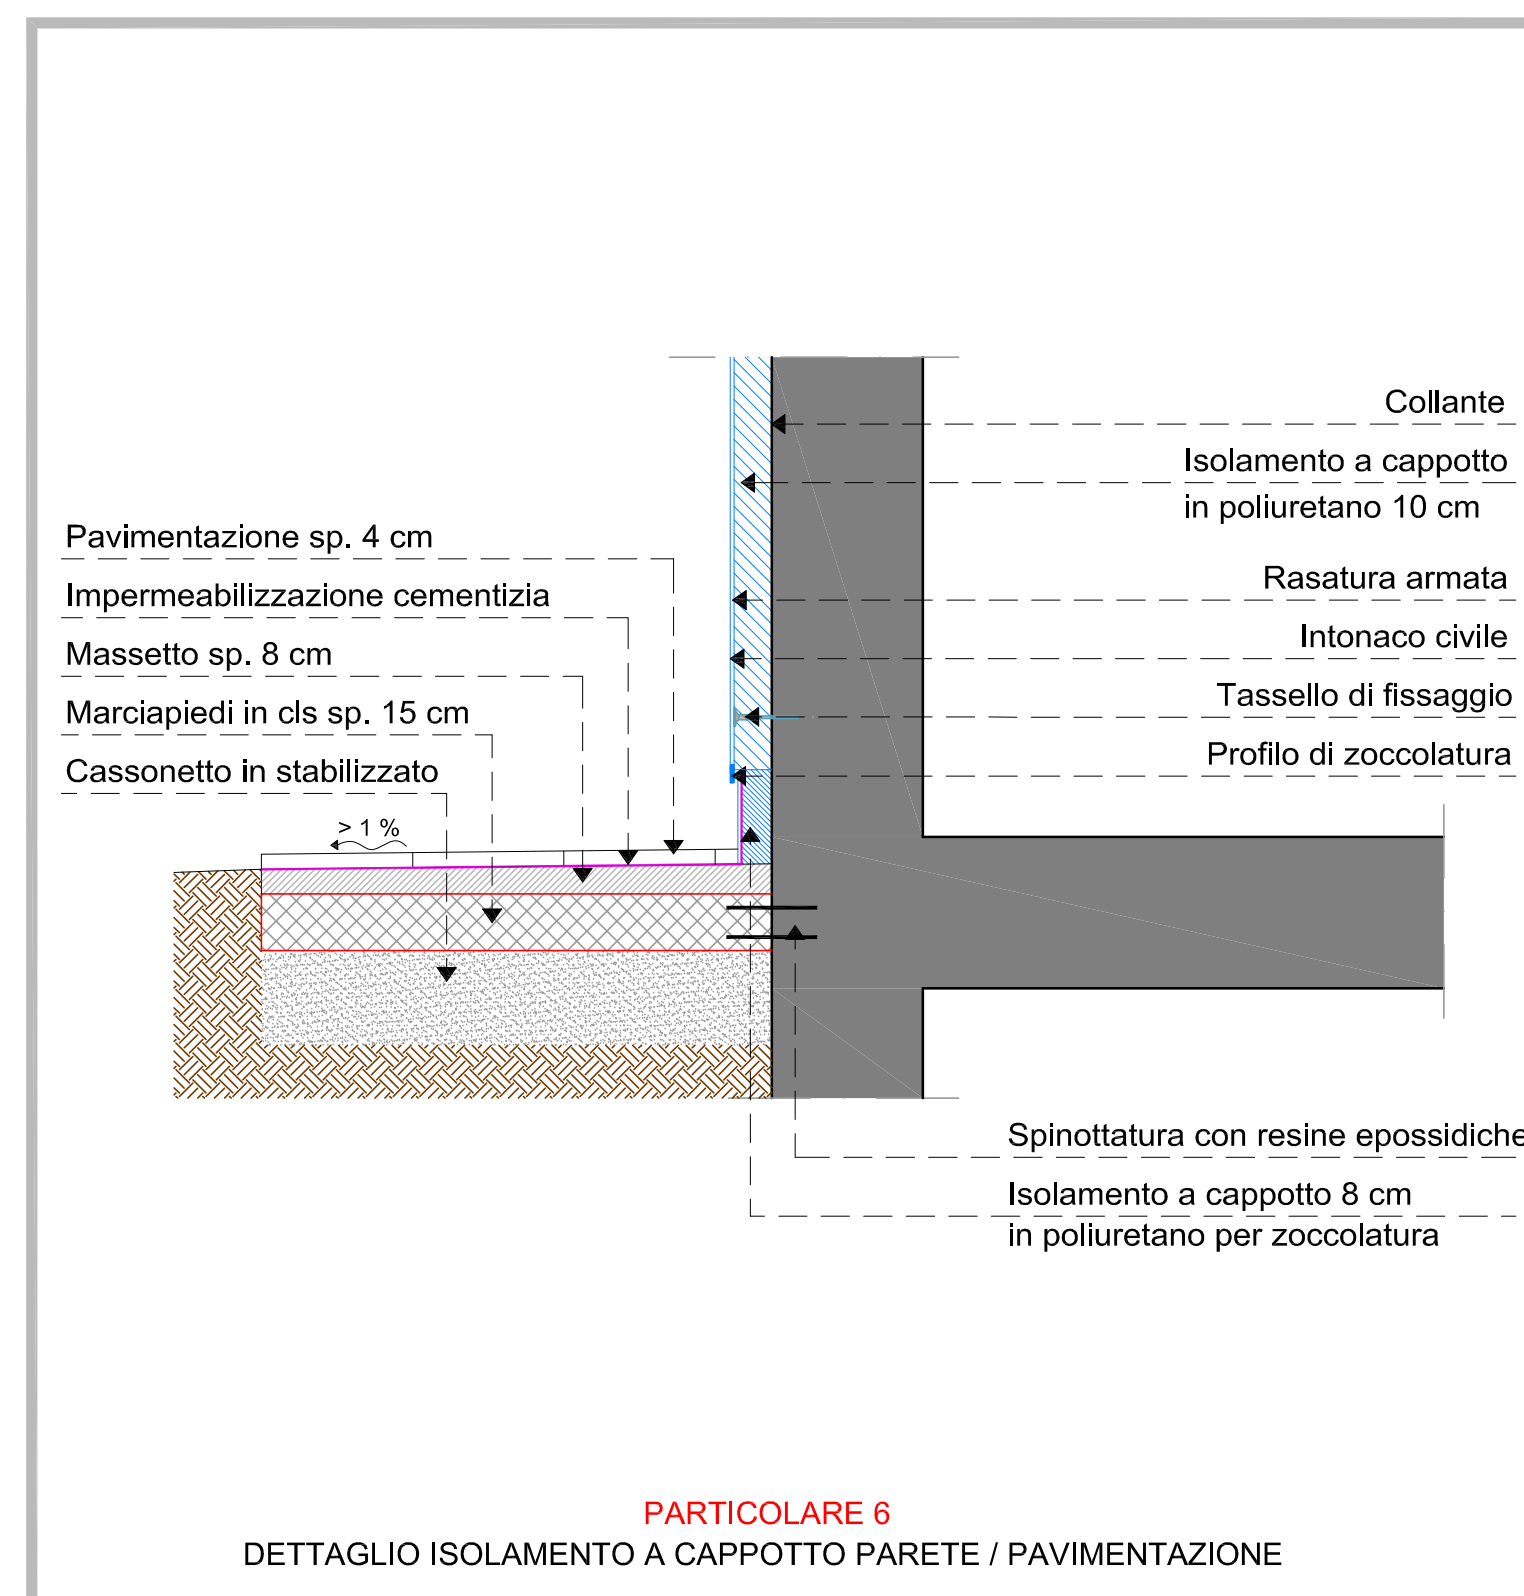 Collante
Isolamento a cappotto
in poliuretano 10 cm
Rasatura armata
Intonaco civile
Tassello di fissaggio
Profilo di zoccolatura
Pavimentazione sp. 4 cm
Impermeabilizzazione cementizia
Massetto sp. 8 cm
Marciapiedi in cls sp. 15 cm
Cassonetto in stabilizzato
> 1 %
Spinottatura con resine epossidiche
Isolamento a cappotto 8 cm
in poliuretano per zoccolatura
PARTICOLARE 6
DETTAGLIO ISOLAMENTO A CAPPOTTO PARETE / PAVIMENTAZIONE